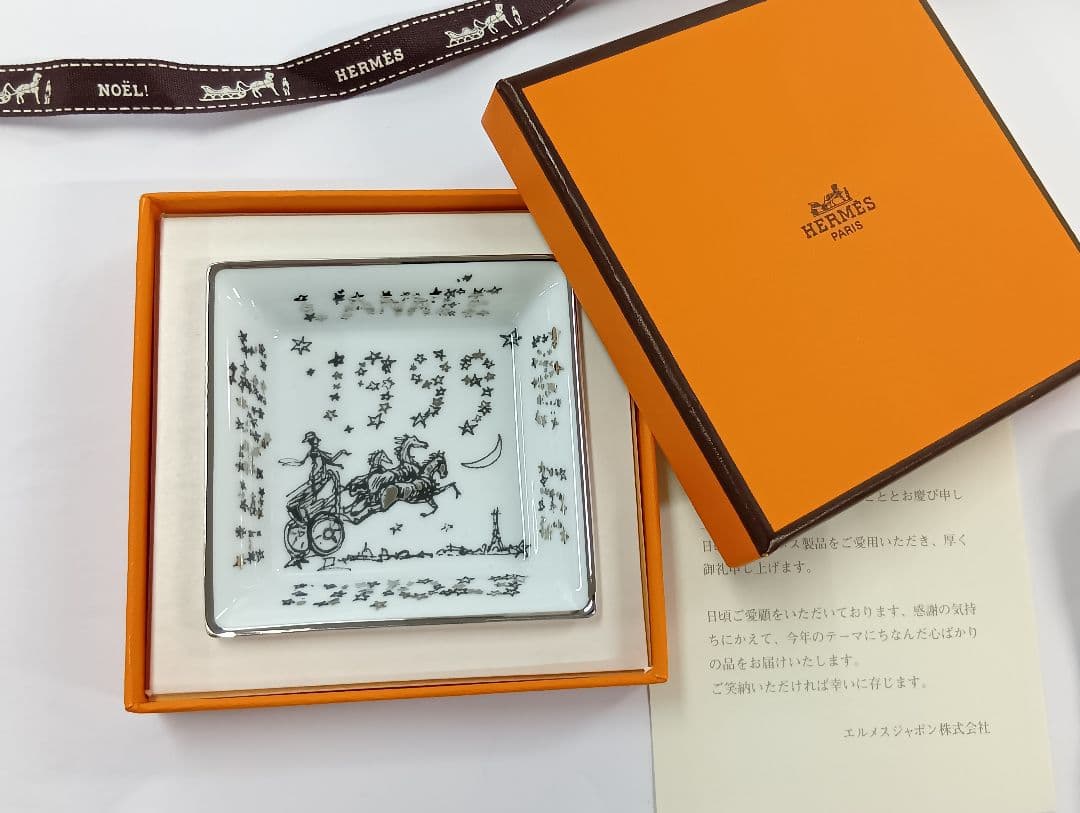 NOËL!
HERMÈS
HERMÈS
PARIS
L'ANNÉE
1999
こととお慶び申し
ス製品をご愛用いただき、厚く
御礼申し上げます。
日頃ご愛顧をいただいております、感謝の気持
ちにかえて、今年のテーマにちなんだ心ばかり
の品をお届けいたします。
ご笑納いただければ幸いに存じます。
エルメスジャポン株式会社